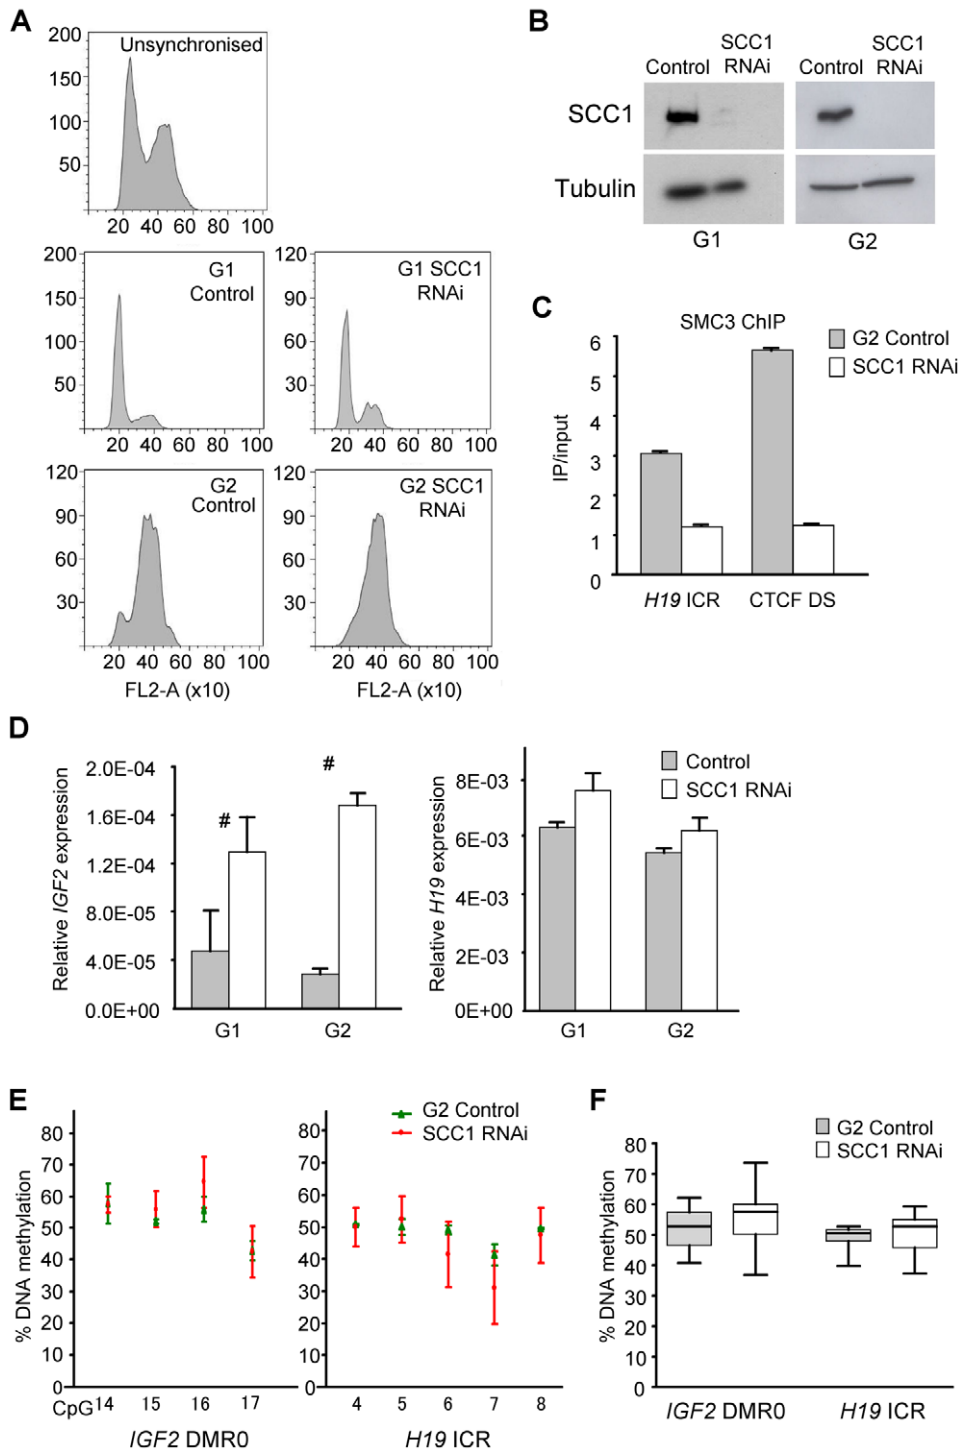 A
Unsynchronised
200
150
100
50
20 40 60 80 100
G1
Control
200
150
100
50
20 40 60 80 100
G1 SCC1
RNAi
120
90
60
30
20 40 60 80 100
G2
Control
120
90
60
30
20 40 60 80 100
FL2-A (x10)
G2 SCC1
RNAi
120
90
60
30
20 40 60 80 100
FL2-A (x10)
B
Control SCC1 RNAi
Control SCC1 RNAi
SCC1
Tubulin
G1
G2
C
SMC3 ChIP
G2 Control
SCC1 RNAi
IP/input
6
5
4
3
2
1
0
H19 ICR
CTCF DS
D
Relative IGF2 expression
2.0E-04
1.6E-04
1.2E-04
8.0E-05
4.0E-05
0.0E+00
#
#
G1
G2
Relative H19 expression
8E-03
6E-03
4E-03
2E-03
0E+00
Control
SCC1 RNAi
G1
G2
E
% DNA methylation
80
70
60
50
40
30
20
10
0
CpG 14 15 16 17
IGF2 DMR0
G2 Control
SCC1 RNAi
80
70
60
50
40
30
20
10
0
4 5 6 7 8
H19 ICR
F
G2 Control
SCC1 RNAi
% DNA methylation
80
70
60
50
40
30
20
10
0
IGF2 DMR0
H19 ICR